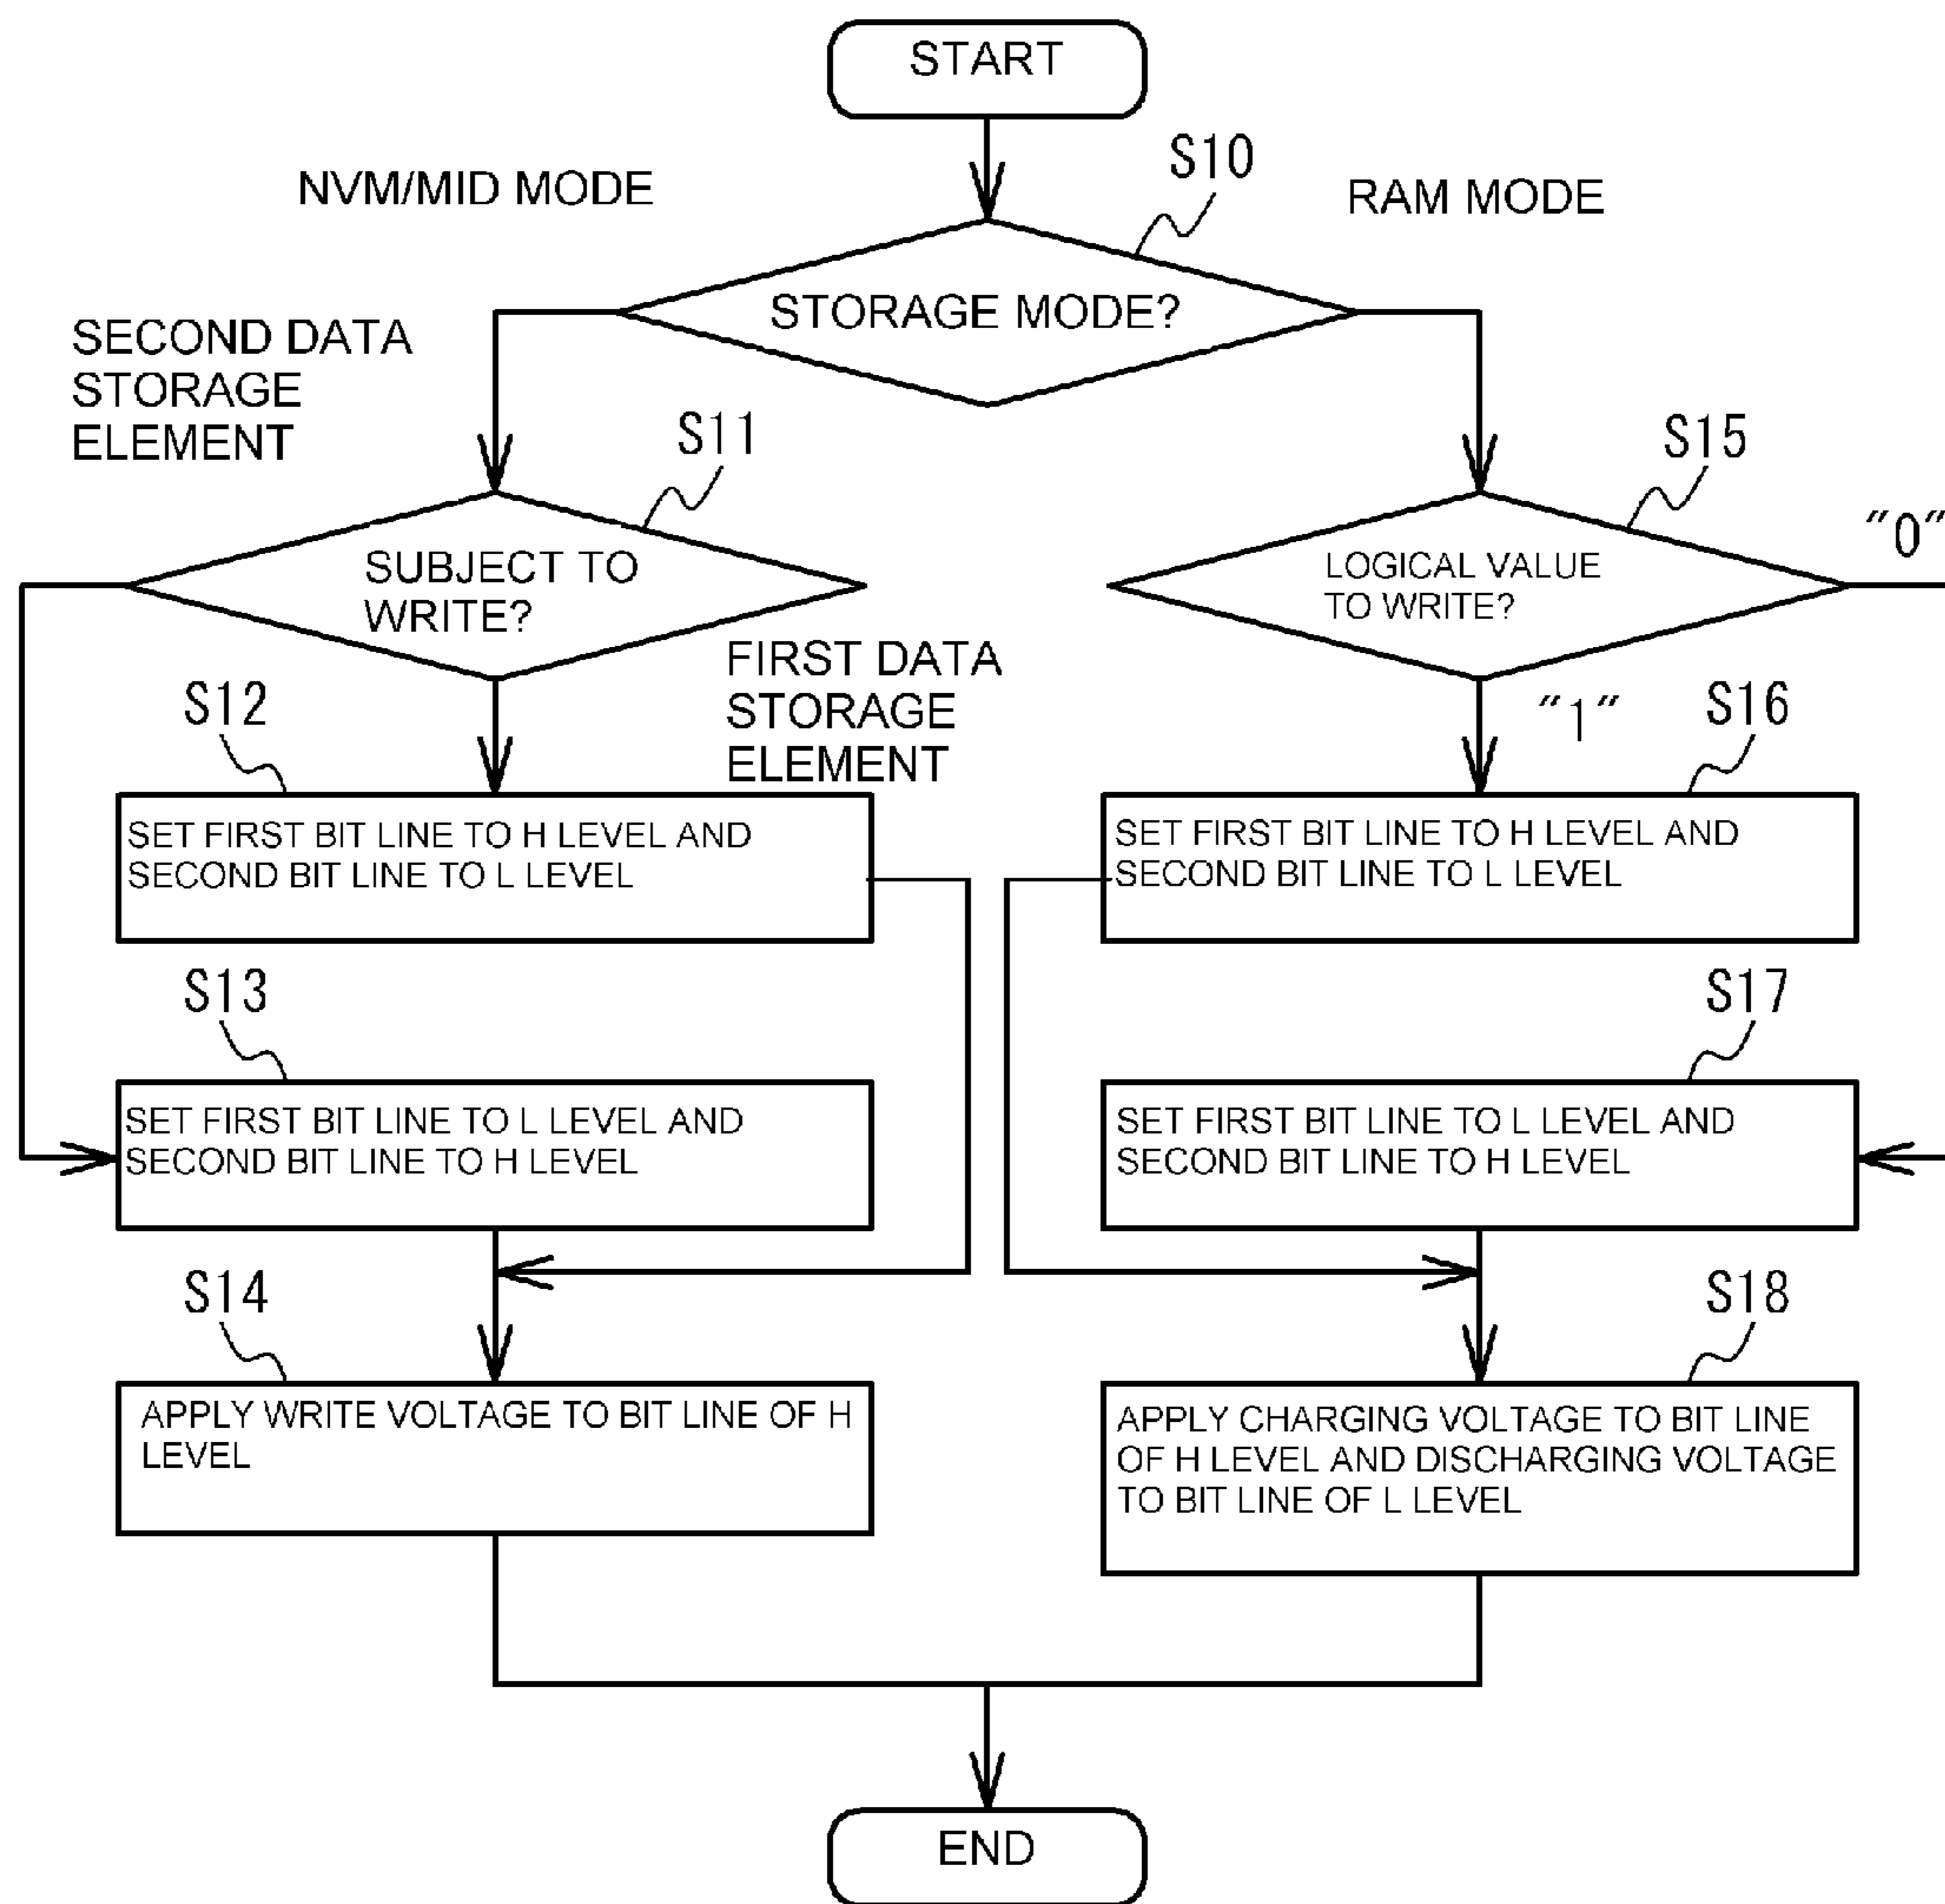 START
S10
NVM/MID MODE
RAM MODE
STORAGE MODE?
SECOND DATA
STORAGE
ELEMENT
S11
S15
"0"
SUBJECT TO
WRITE?
LOGICAL VALUE
TO WRITE?
FIRST DATA
STORAGE
ELEMENT
S12
"1"
S16
SET FIRST BIT LINE TO H LEVEL AND
SECOND BIT LINE TO L LEVEL
SET FIRST BIT LINE TO H LEVEL AND
SECOND BIT LINE TO L LEVEL
S13
S17
SET FIRST BIT LINE TO L LEVEL AND
SECOND BIT LINE TO H LEVEL
SET FIRST BIT LINE TO L LEVEL AND
SECOND BIT LINE TO H LEVEL
S14
S18
APPLY WRITE VOLTAGE TO BIT LINE OF H
LEVEL
APPLY CHARGING VOLTAGE TO BIT LINE
OF H LEVEL AND DISCHARGING VOLTAGE
TO BIT LINE OF L LEVEL
END